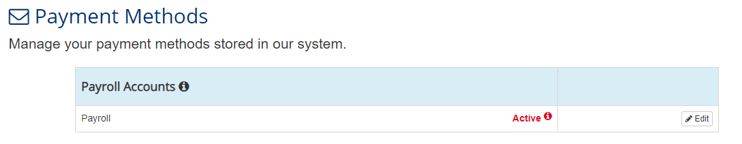 Payment Methods
Manage your payment methods stored in our system.
Payroll Accounts
Payroll Active Edit